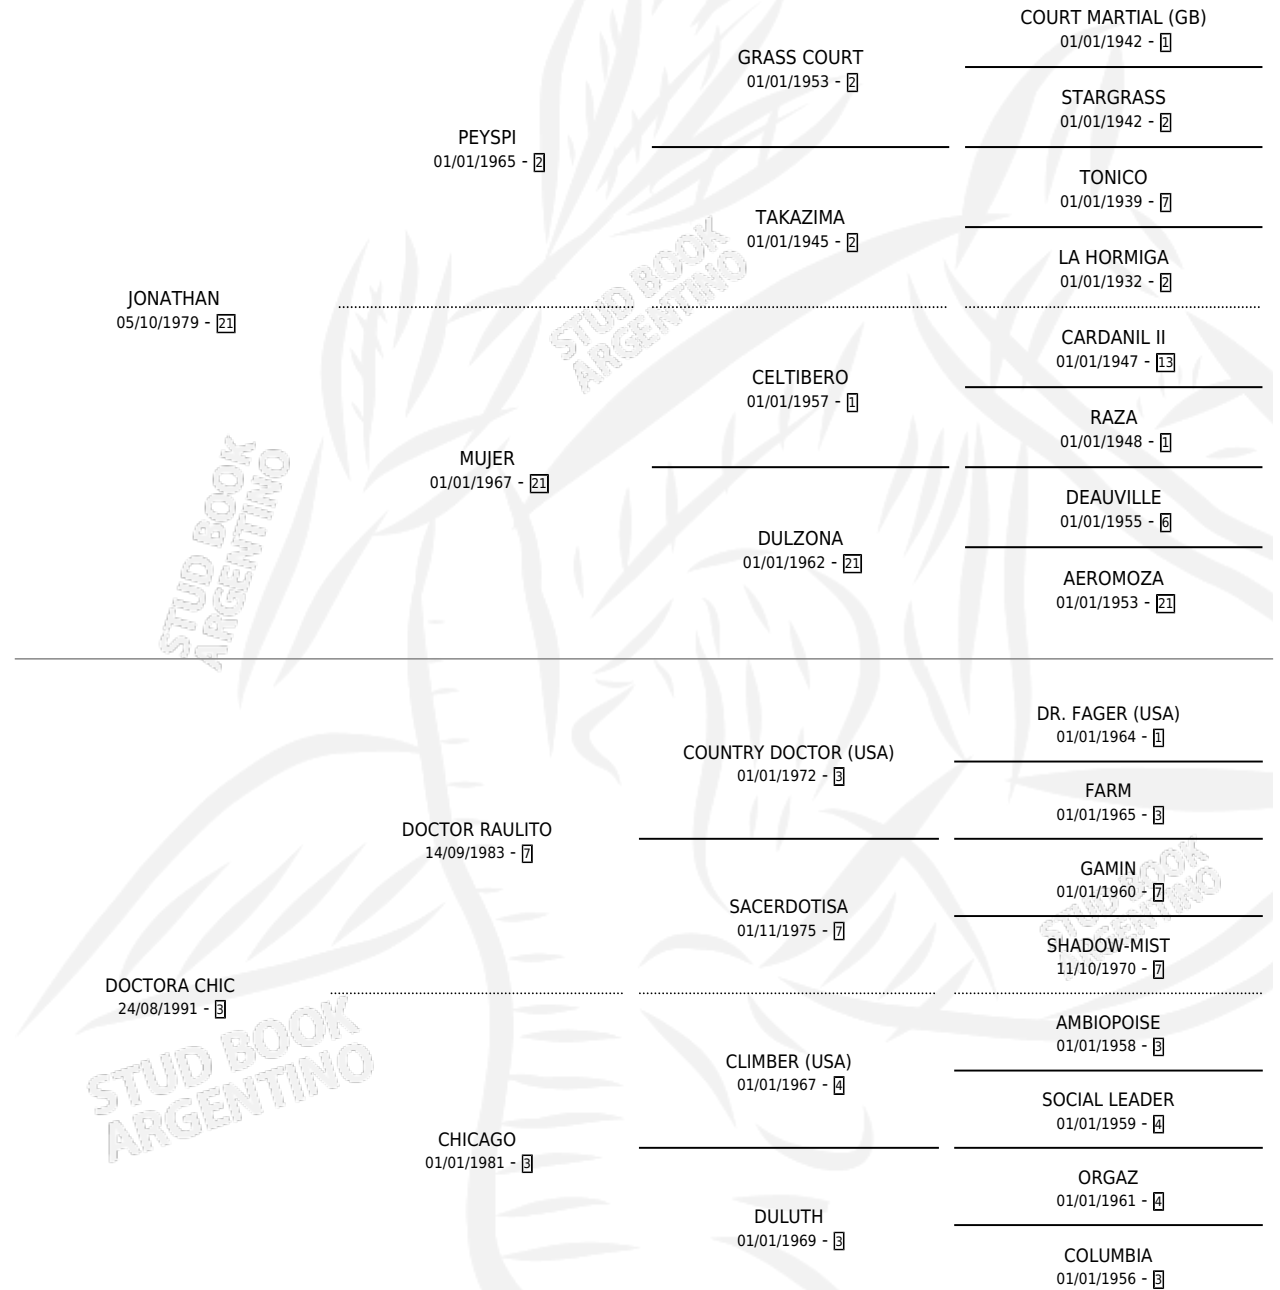 COURT MARTIAL (GB)
01/01/1942 - 1
GRASS COURT
01/01/1953 - 2
STARGRASS
01/01/1942 - 2
PEYSPI
01/01/1965 - 2
TONICO
01/01/1939 - 7
TAKAZIMA
01/01/1945 - 2
LA HORMIGA
01/01/1932 - 2
JONATHAN
05/10/1979 - 21
CARDANIL II
01/01/1947 - 13
CELTIBERO
01/01/1957 - 1
RAZA
01/01/1948 - 1
MUJER
01/01/1967 - 21
DEAUVILLE
01/01/1955 - 6
DULZONA
01/01/1962 - 21
AEROMOZA
01/01/1953 - 21
STUD BOOK
ARGENTINO
STUD BOOK
ARGENTINO
DR. FAGER (USA)
01/01/1964 - 1
COUNTRY DOCTOR (USA)
01/01/1972 - 3
FARM
01/01/1965 - 3
DOCTOR RAULITO
14/09/1983 - 7
GAMIN
01/01/1960 - 7
SACERDOTISA
01/11/1975 - 7
SHADOW-MIST
11/10/1970 - 7
STUD BOOK
ARGENTINO
DOCTORA CHIC
24/08/1991 - 3
AMBIOPOISE
01/01/1958 - 3
CLIMBER (USA)
01/01/1967 - 4
SOCIAL LEADER
01/01/1959 - 4
STUD BOOK
ARGENTINO
CHICAGO
01/01/1981 - 3
ORGAZ
01/01/1961 - 4
DULUTH
01/01/1969 - 3
COLUMBIA
01/01/1956 - 3